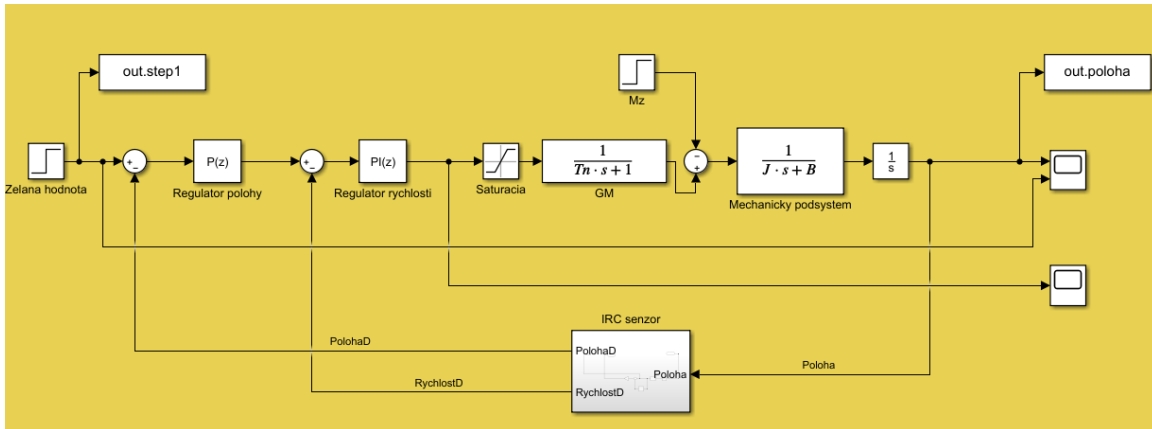 out.step1
out.poloha
Mz
+
−
P(z)
+
−
PI(z)
1
Tn · s + 1
−
+
1
J · s + B
1
s
Zelana hodnota
Regulator polohy
Regulator rychlosti
Saturacia
GM
Mechanicky podsystem
IRC senzor
PolohaD
PolohaD
Poloha
Poloha
RychlostD
RychlostD